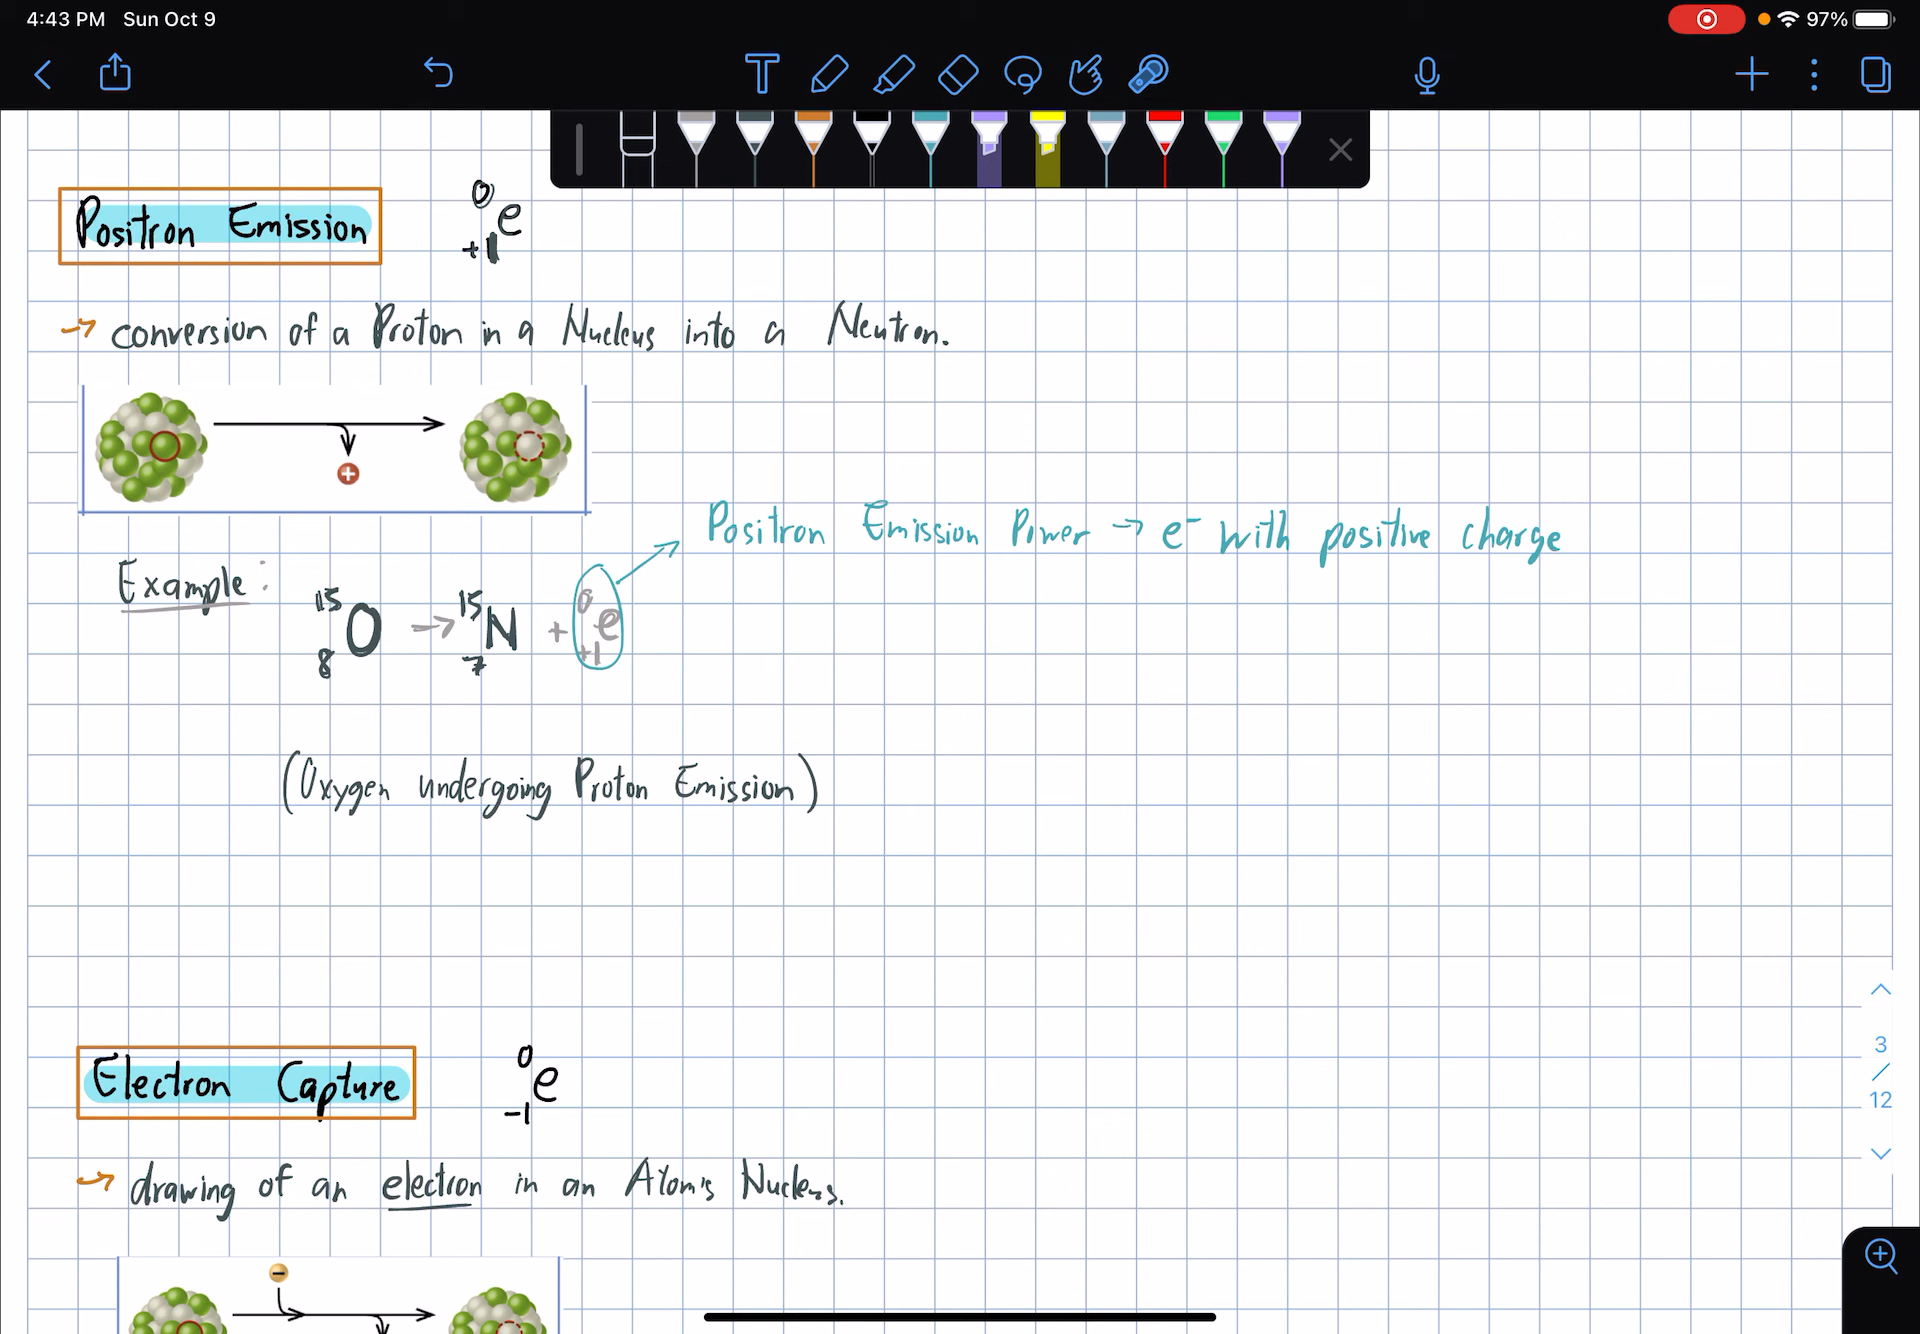 4:43 PM Sun Oct 9
97%
Positron Emission
0
+1 e
→ conversion of a Proton in a Nucleus into a Neutron.
+
Positron Emission Power → e⁻ with positive charge
Example:
15 15 0
O → N + e
8 7 +1
(Oxygen undergoing Proton Emission)
3
/
12
Electron Capture
0
-1 e
→ drawing of an electron in an Atom's Nucleus.
−